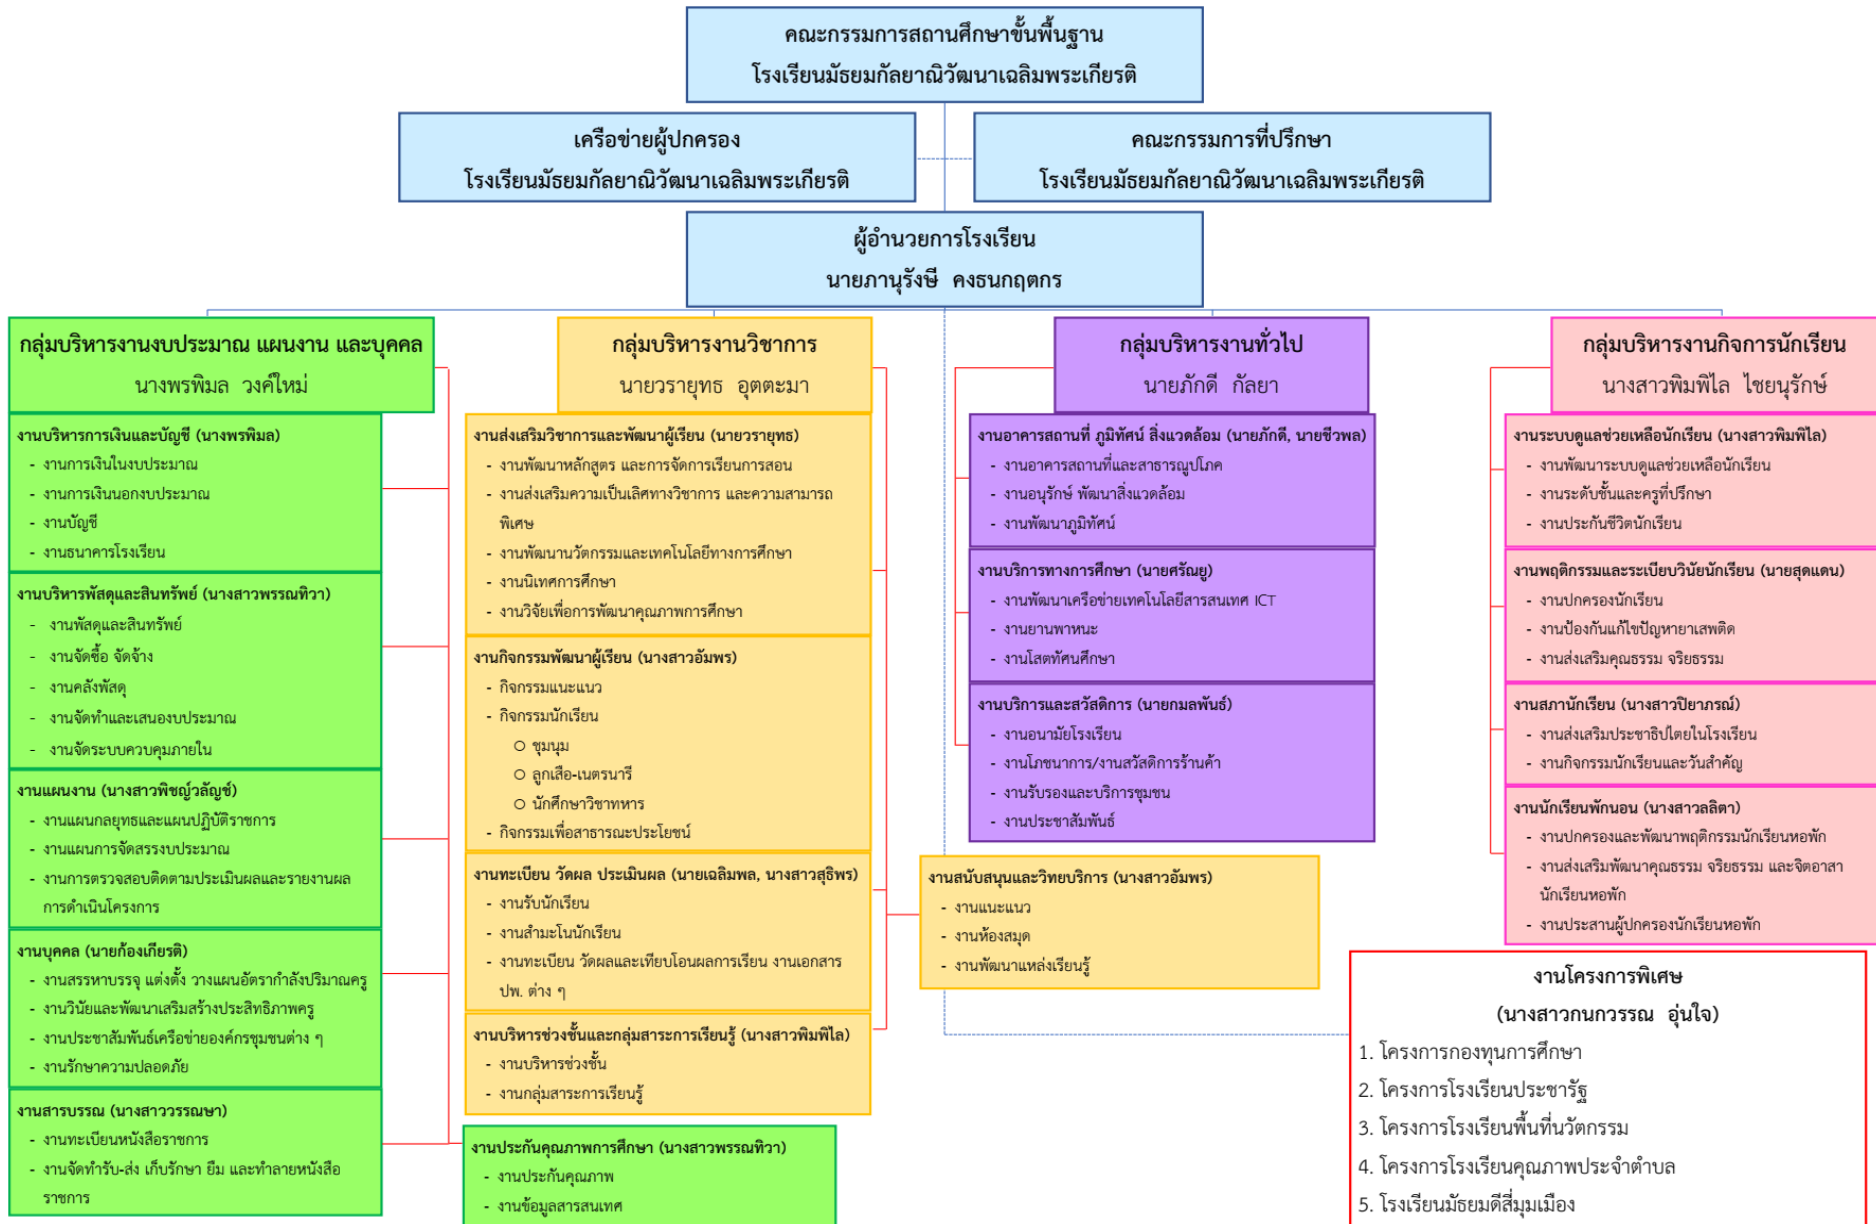 คณะกรรมการสถานศึกษาขั้นพื้นฐาน
โรงเรียนมัธยมกัลยาณิวัฒนาเฉลิมพระเกียรติ
เครือข่ายผู้ปกครอง
โรงเรียนมัธยมกัลยาณิวัฒนาเฉลิมพระเกียรติ
คณะกรรมการที่ปรึกษา
โรงเรียนมัธยมกัลยาณิวัฒนาเฉลิมพระเกียรติ
ผู้อำนวยการโรงเรียน
นายภานุรังษี คงธนกฤตกร
กลุ่มบริหารงานงบประมาณ แผนงาน และบุคคล
นางพรพิมล วงค์ใหม่
งานบริหารการเงินและบัญชี (นางพรพิมล)
- งานการเงินในงบประมาณ
- งานการเงินนอกงบประมาณ
- งานบัญชี
- งานธนาคารโรงเรียน
งานบริหารพัสดุและสินทรัพย์ (นางสาวพรรณทิวา)
- งานพัสดุและสินทรัพย์
- งานจัดซื้อ จัดจ้าง
- งานคลังพัสดุ
- งานจัดทำและเสนองบประมาณ
- งานจัดระบบควบคุมภายใน
งานแผนงาน (นางสาวพิชญ์วลัญช์)
- งานแผนกลยุทธและแผนปฏิบัติราชการ
- งานแผนการจัดสรรงบประมาณ
- งานการตรวจสอบติดตามประเมินผลและรายงานผล
การดำเนินโครงการ
งานบุคคล (นายก้องเกียรติ)
- งานสรรหาบรรจุ แต่งตั้ง วางแผนอัตรากำลังปริมาณครู
- งานวินัยและพัฒนาเสริมสร้างประสิทธิภาพครู
- งานประชาสัมพันธ์เครือข่ายองค์กรชุมชนต่าง ๆ
- งานรักษาความปลอดภัย
งานสารบรรณ (นางสาววรรณษา)
- งานทะเบียนหนังสือราชการ
- งานจัดทำรับ-ส่ง เก็บรักษา ยืม และทำลายหนังสือ
ราชการ
กลุ่มบริหารงานวิชาการ
นายวรายุทธ อุตตะมา
งานส่งเสริมวิชาการและพัฒนาผู้เรียน (นายวรายุทธ)
- งานพัฒนาหลักสูตร และการจัดการเรียนการสอน
- งานส่งเสริมความเป็นเลิศทางวิชาการ และความสามารถ
พิเศษ
- งานพัฒนานวัตกรรมและเทคโนโลยีทางการศึกษา
- งานนิเทศการศึกษา
- งานวิจัยเพื่อการพัฒนาคุณภาพการศึกษา
งานกิจกรรมพัฒนาผู้เรียน (นางสาวอัมพร)
- กิจกรรมแนะแนว
- กิจกรรมนักเรียน
○ ชุมนุม
○ ลูกเสือ-เนตรนารี
○ นักศึกษาวิชาทหาร
- กิจกรรมเพื่อสาธารณะประโยชน์
งานทะเบียน วัดผล ประเมินผล (นายเฉลิมพล, นางสาวสุธิพร)
- งานรับนักเรียน
- งานสำมะโนนักเรียน
- งานทะเบียน วัดผลและเทียบโอนผลการเรียน งานเอกสาร
ปพ. ต่าง ๆ
งานบริหารช่วงชั้นและกลุ่มสาระการเรียนรู้ (นางสาวพิมพิไล)
- งานบริหารช่วงชั้น
- งานกลุ่มสาระการเรียนรู้
งานประกันคุณภาพการศึกษา (นางสาวพรรณทิวา)
- งานประกันคุณภาพ
- งานข้อมูลสารสนเทศ
กลุ่มบริหารงานทั่วไป
นายภักดี กัลยา
งานอาคารสถานที่ ภูมิทัศน์ สิ่งแวดล้อม (นายภักดี, นายชีวพล)
- งานอาคารสถานที่และสาธารณูปโภค
- งานอนุรักษ์ พัฒนาสิ่งแวดล้อม
- งานพัฒนาภูมิทัศน์
งานบริการทางการศึกษา (นายศรัณยู)
- งานพัฒนาเครือข่ายเทคโนโลยีสารสนเทศ ICT
- งานยานพาหนะ
- งานโสตทัศนศึกษา
งานบริการและสวัสดิการ (นายกมลพันธ์)
- งานอนามัยโรงเรียน
- งานโภชนาการ/งานสวัสดิการร้านค้า
- งานรับรองและบริการชุมชน
- งานประชาสัมพันธ์
งานสนับสนุนและวิทยบริการ (นางสาวอัมพร)
- งานแนะแนว
- งานห้องสมุด
- งานพัฒนาแหล่งเรียนรู้
กลุ่มบริหารงานกิจการนักเรียน
นางสาวพิมพิไล ไชยนุรักษ์
งานระบบดูแลช่วยเหลือนักเรียน (นางสาวพิมพิไล)
- งานพัฒนาระบบดูแลช่วยเหลือนักเรียน
- งานระดับชั้นและครูที่ปรึกษา
- งานประกันชีวิตนักเรียน
งานพฤติกรรมและระเบียบวินัยนักเรียน (นายสุดแดน)
- งานปกครองนักเรียน
- งานป้องกันแก้ไขปัญหายาเสพติด
- งานส่งเสริมคุณธรรม จริยธรรม
งานสภานักเรียน (นางสาวปิยาภรณ์)
- งานส่งเสริมประชาธิปไตยในโรงเรียน
- งานกิจกรรมนักเรียนและวันสำคัญ
งานนักเรียนพักนอน (นางสาวลลิตา)
- งานปกครองและพัฒนาพฤติกรรมนักเรียนหอพัก
- งานส่งเสริมพัฒนาคุณธรรม จริยธรรม และจิตอาสา
นักเรียนหอพัก
- งานประสานผู้ปกครองนักเรียนหอพัก
งานโครงการพิเศษ
(นางสาวกนกวรรณ อุ่นใจ)
1. โครงการกองทุนการศึกษา
2. โครงการโรงเรียนประชารัฐ
3. โครงการโรงเรียนพื้นที่นวัตกรรม
4. โครงการโรงเรียนคุณภาพประจำตำบล
5. โรงเรียนมัธยมดีสี่มุมเมือง